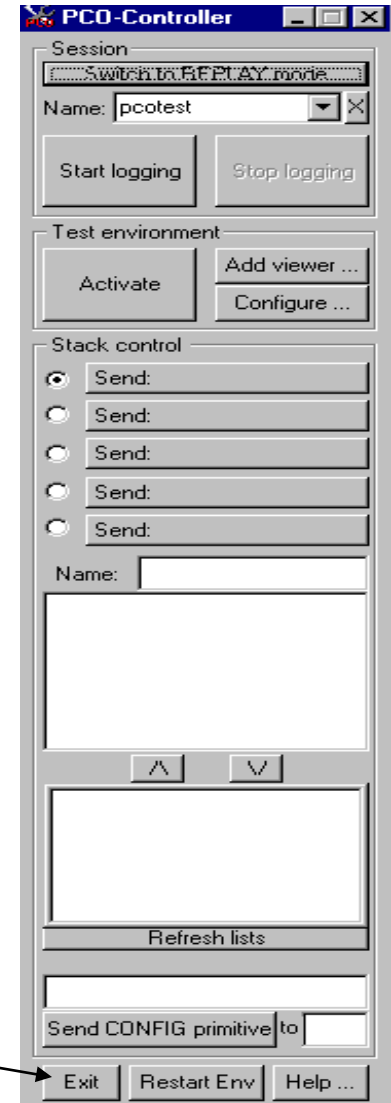 PCO-Controller
Session
Switch to REPLAY mode
Name: pcotest
Start logging Stop logging
Test environment
Activate
Add viewer ...
Configure ...
Stack control
Send:
Send:
Send:
Send:
Send:
Name:
/\ \/
Refresh lists
Send CONFIG primitive to
Exit Restart Env Help ...